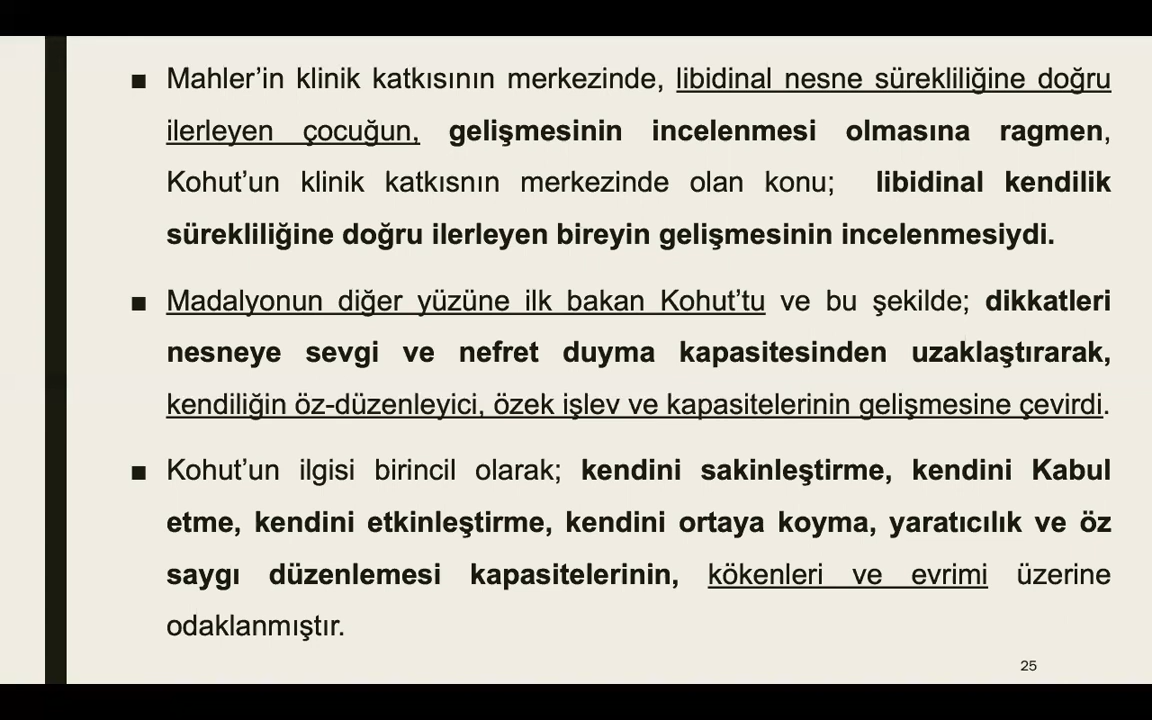 ■ Mahler’in klinik katkısının merkezinde, libidinal nesne sürekliliğine doğru
ilerleyen çocuğun, gelişmesinin incelenmesi olmasına ragmen,
Kohut’un klinik katkısnın merkezinde olan konu; libidinal kendilik
sürekliliğine doğru ilerleyen bireyin gelişmesinin incelenmesiydi.
■ Madalyonun diğer yüzüne ilk bakan Kohut’tu ve bu şekilde; dikkatleri
nesneye sevgi ve nefret duyma kapasitesinden uzaklaştırarak,
kendiliğin öz-düzenleyici, özek işlev ve kapasitelerinin gelişmesine çevirdi.
■ Kohut’un ilgisi birincil olarak; kendini sakinleştirme, kendini Kabul
etme, kendini etkinleştirme, kendini ortaya koyma, yaratıcılık ve öz
saygı düzenlemesi kapasitelerinin, kökenleri ve evrimi üzerine
odaklanmıştır.
25